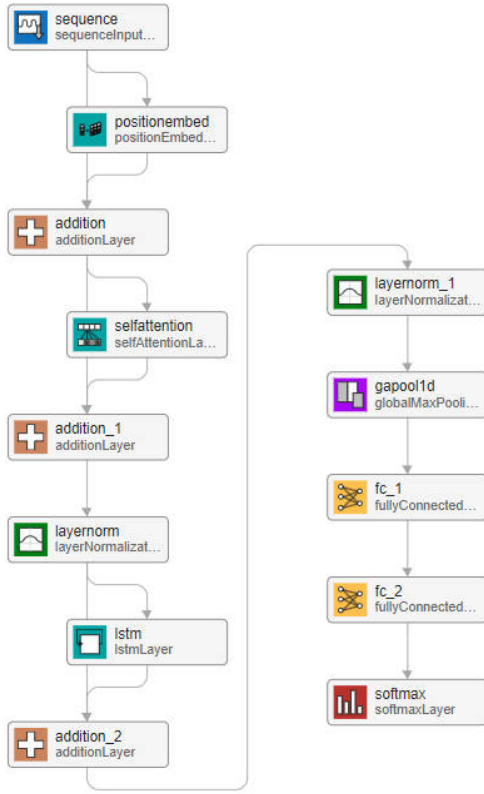 sequence
sequenceInput...
positionembed
positionEmbed...
addition
additionLayer
selfattention
selfAttentionLa...
addition_1
additionLayer
layernorm
layerNormalizat...
lstm
lstmLayer
addition_2
additionLayer
layernorm_1
layerNormalizat...
gapool1d
globalMaxPooli...
fc_1
fullyConnected...
fc_2
fullyConnected...
softmax
softmaxLayer